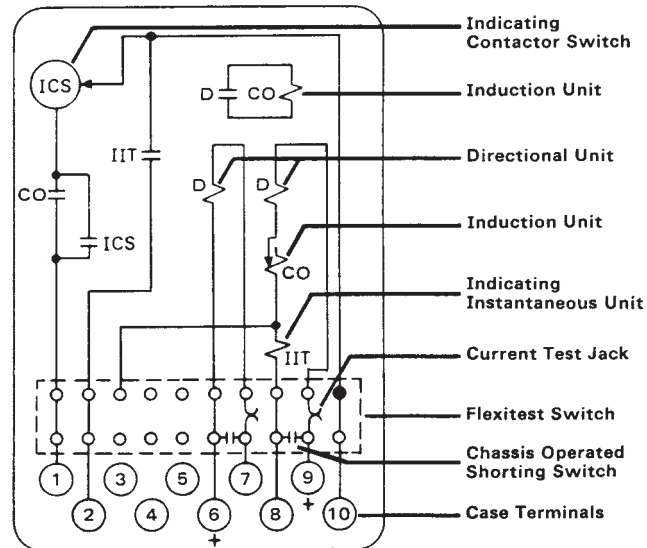 Indicating
Contactor Switch
ICS
D
CO
Induction Unit
IIT
Directional Unit
D
D
CO
ICS
Induction Unit
CO
Indicating
Instantaneous Unit
IIT
Current Test Jack
Flexitest Switch
Chassis Operated
Shorting Switch
1
3
5
7
9
+
2
4
6
8
10
Case Terminals
+